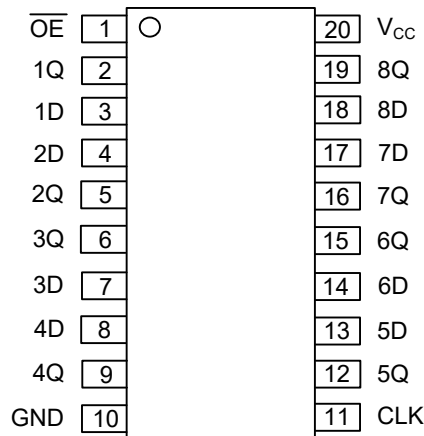 O̅E̅ 1 20 VCC
1Q 2 19 8Q
1D 3 18 8D
2D 4 17 7D
2Q 5 16 7Q
3Q 6 15 6Q
3D 7 14 6D
4D 8 13 5D
4Q 9 12 5Q
GND 10 11 CLK